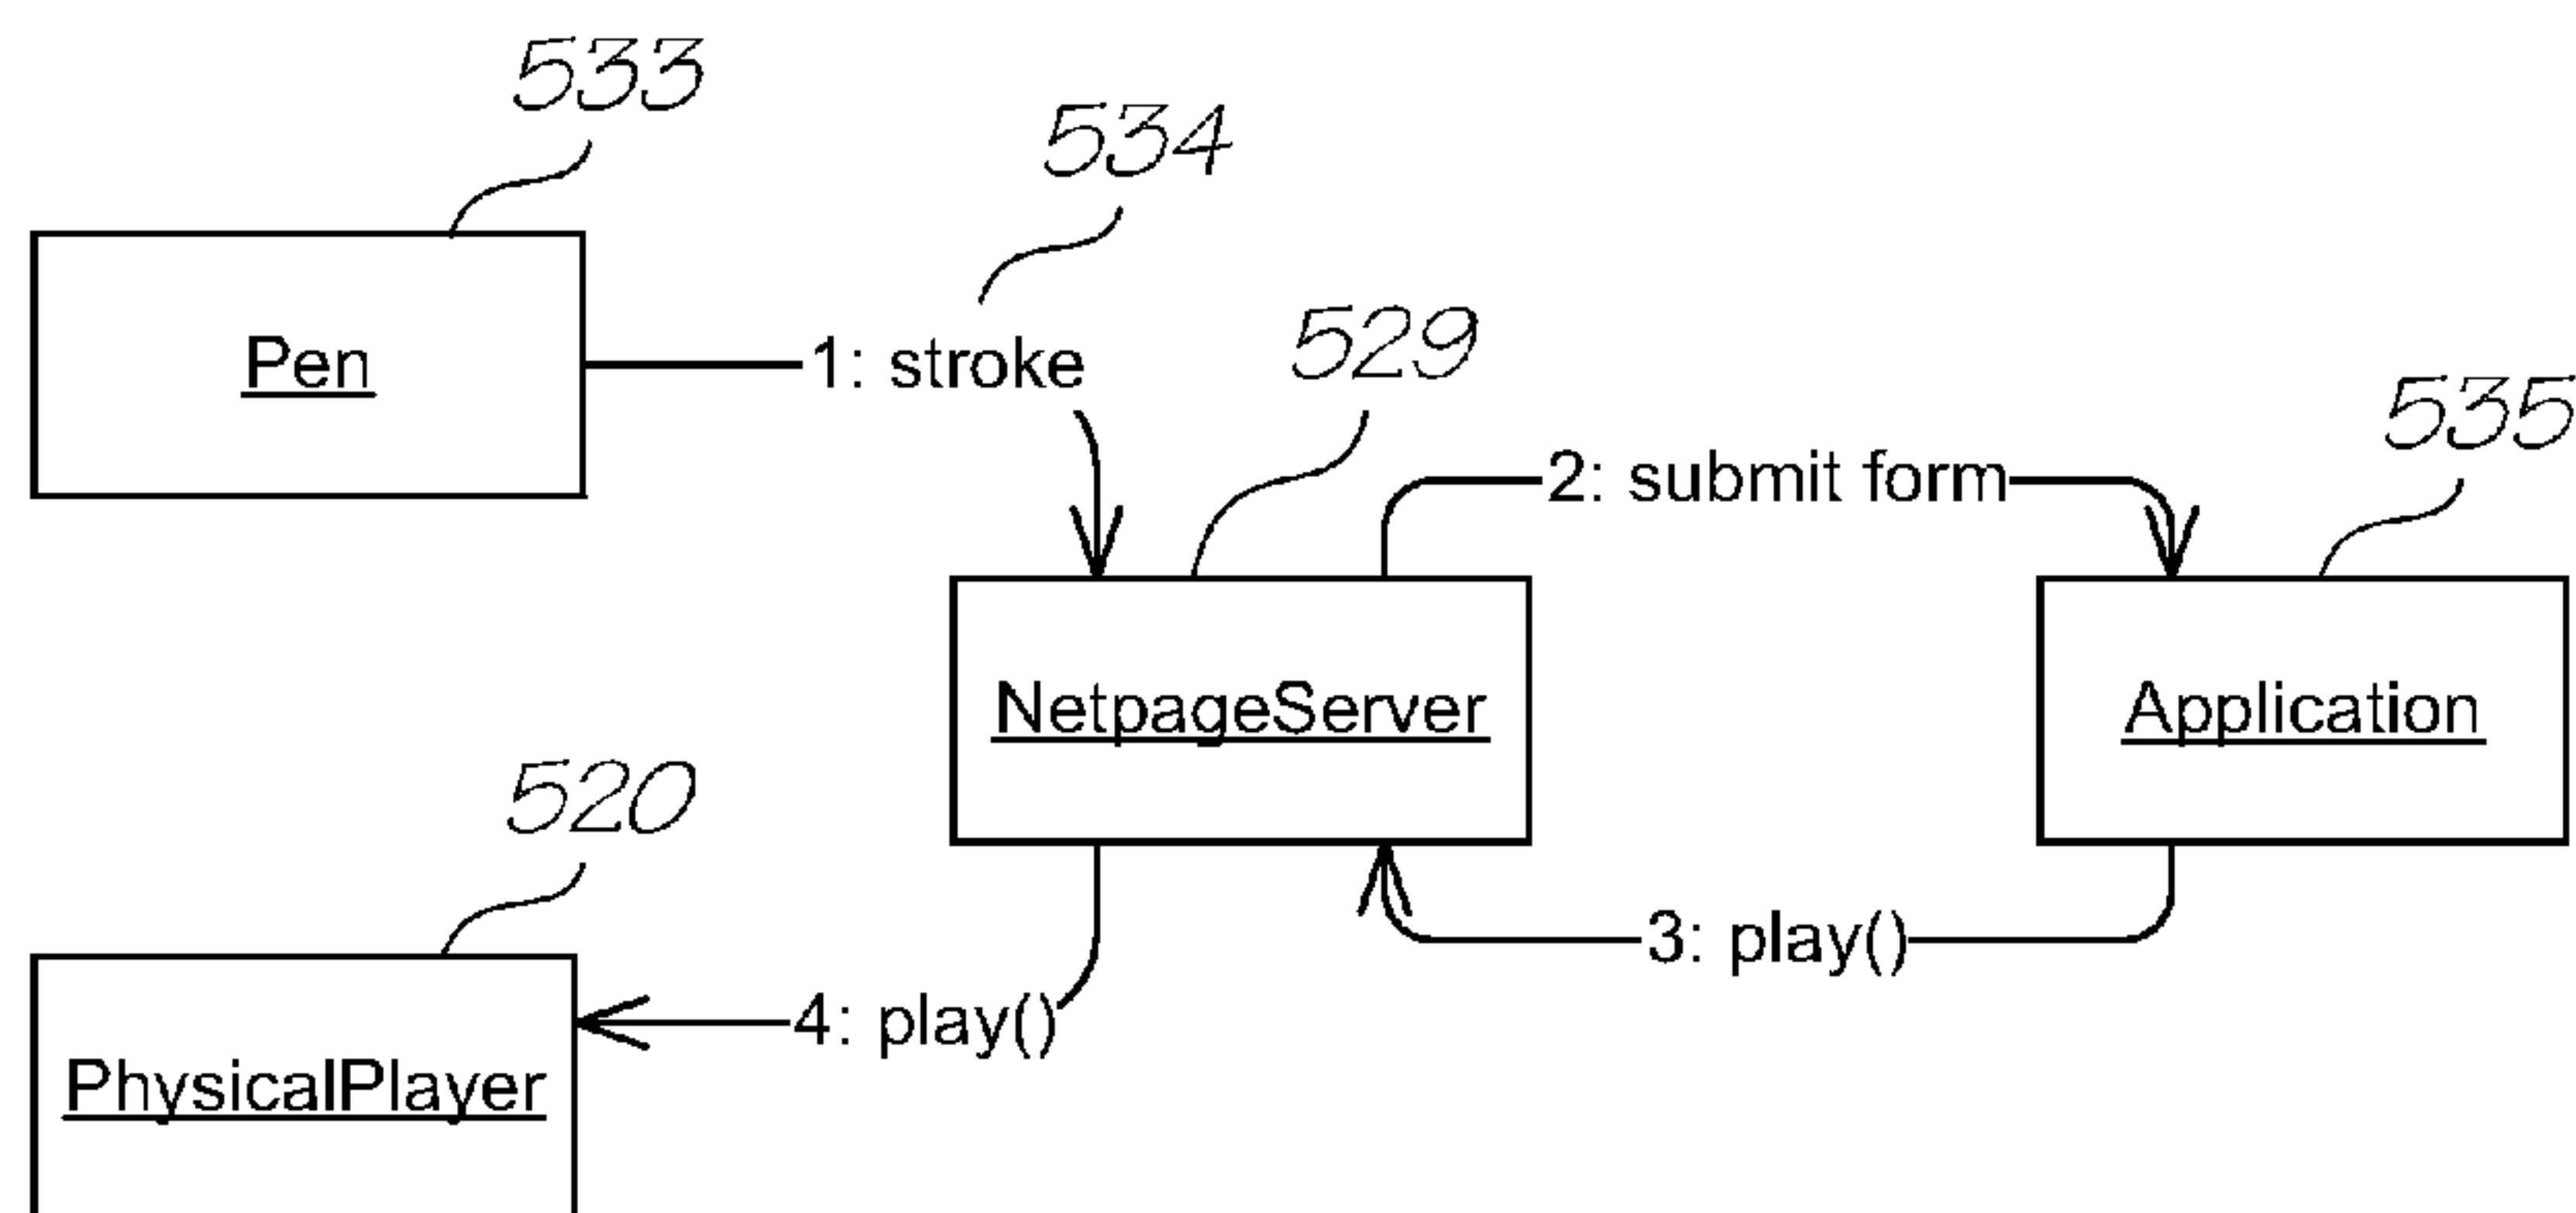 533
534
Pen
1: stroke
529
535
2: submit form
NetpageServer
Application
520
3: play()
4: play()
PhysicalPlayer